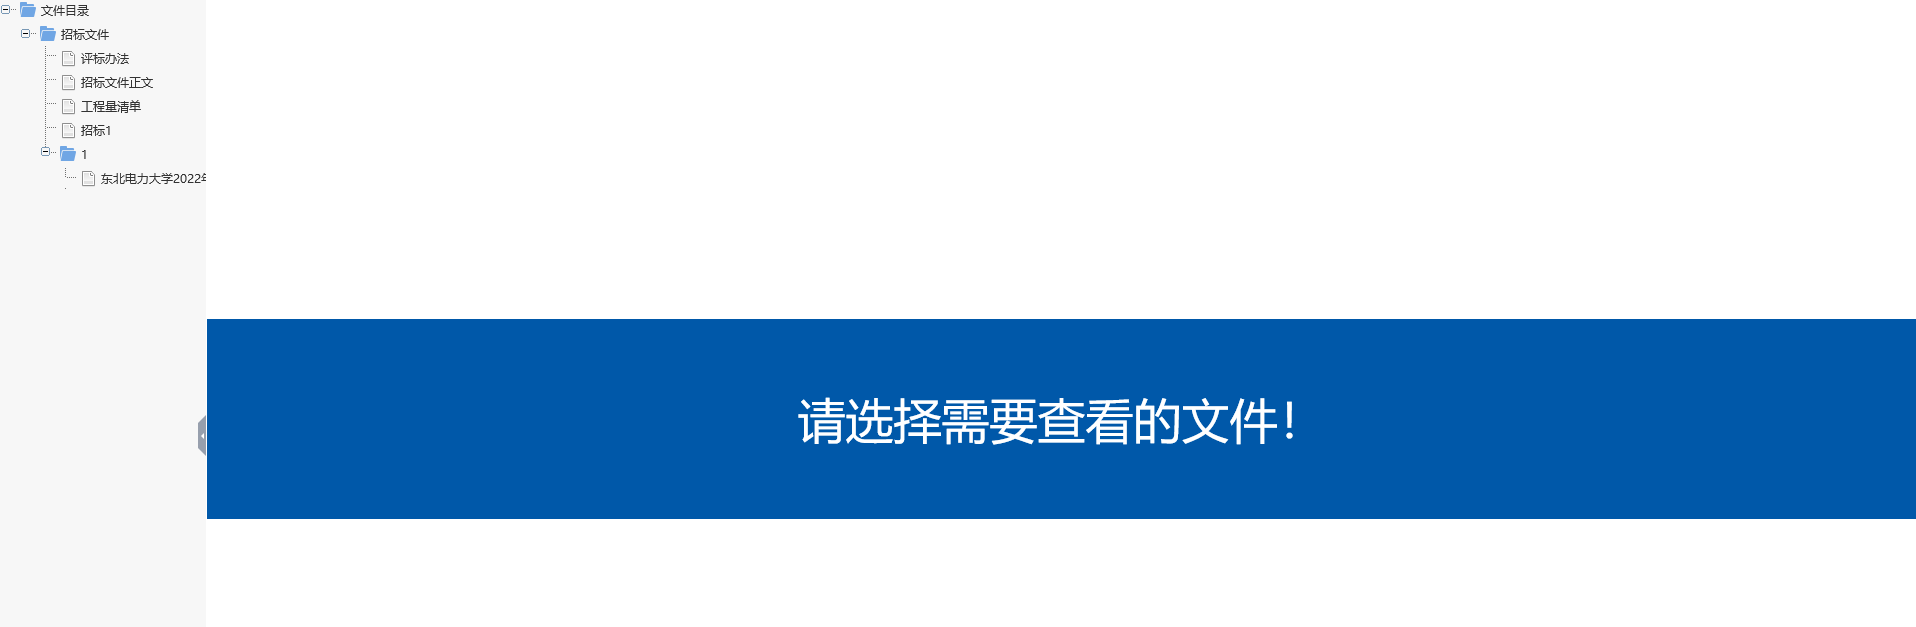 文件目录
招标文件
评标办法
招标文件正文
工程量清单
招标1
1
东北电力大学2022
请选择需要查看的文件！